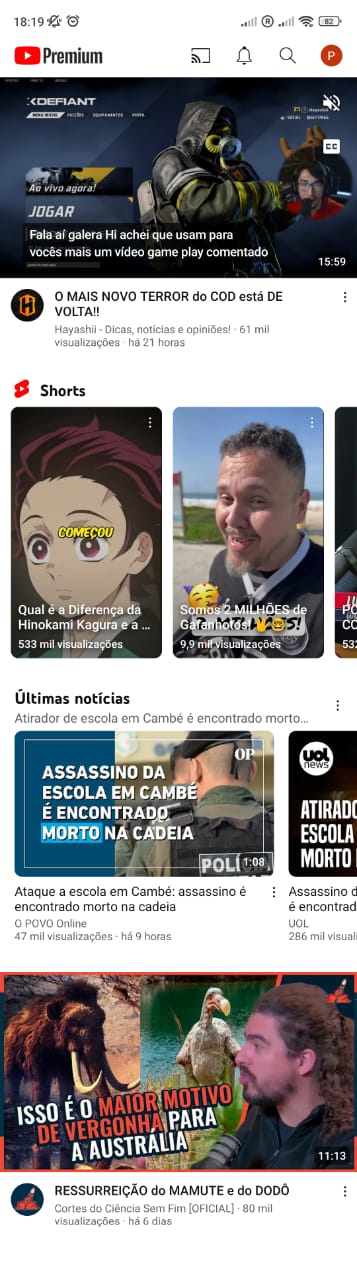 18:19
82
Premium
P
XDEFIANT
MENU INICIAL FACÇÕES EQUIPAMENTOS
Ao vivo agora!
JOGAR
CC
Fala aí galera Hi achei que usam para
vocês mais um vídeo game play comentado
15:59
O MAIS NOVO TERROR do COD está DE
VOLTA!!
Hayashii - Dicas, notícias e opiniões! · 61 mil
visualizações · há 21 horas
Shorts
COMEÇOU
Qual é a Diferença da
Hinokami Kagura e a ...
533 mil visualizações
Somos 2 MILHÕES de
Gafanhotos!
9,9 mil visualizações
PO
CO
532
Últimas notícias
Atirador de escola em Cambé é encontrado morto...
OP
ASSASSINO DA
ESCOLA EM CAMBÉ
É ENCONTRADO
MORTO NA CADEIA
POLÍ
1:08
Ataque a escola em Cambé: assassino é
encontrado morto na cadeia
O POVO Online
47 mil visualizações · há 9 horas
UOL
news
ATIRADO
ESCOLA
MORTO
Assassino d
é encontrad
UOL
286 mil visuali
ISSO É O MAIOR MOTIVO
DE VERGONHA PARA
A AUSTRÁLIA
11:13
RESSURREIÇÃO do MAMUTE e do DODÔ
Cortes do Ciência Sem Fim [OFICIAL] · 80 mil
visualizações · há 6 dias